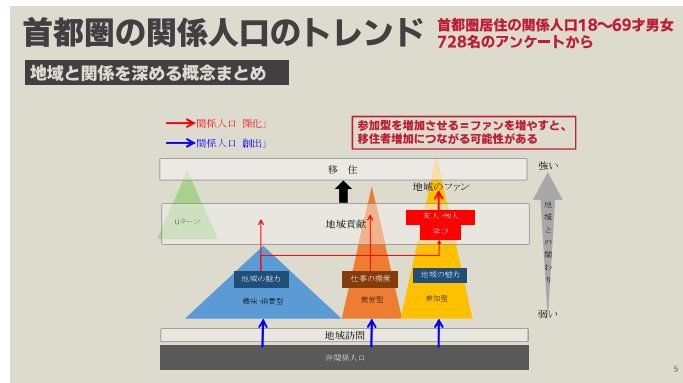 首都圏の関係人口のトレンド
首都圏居住の関係人口18～69才男女
728名のアンケートから
地域と関係を深める概念まとめ
関係人口 深化」
関係人口 創出」
参加型を増加させる＝ファンを増やすと、
移住者増加につながる可能性がある
移 住
強い
地域のファン
Uターン
地域貢献
友人・知人
学び
地域との関わり
地域の魅力
仕事の環境
地域の魅力
趣味・消費型
就労型
参加型
弱い
地域訪問
非関係人口
5